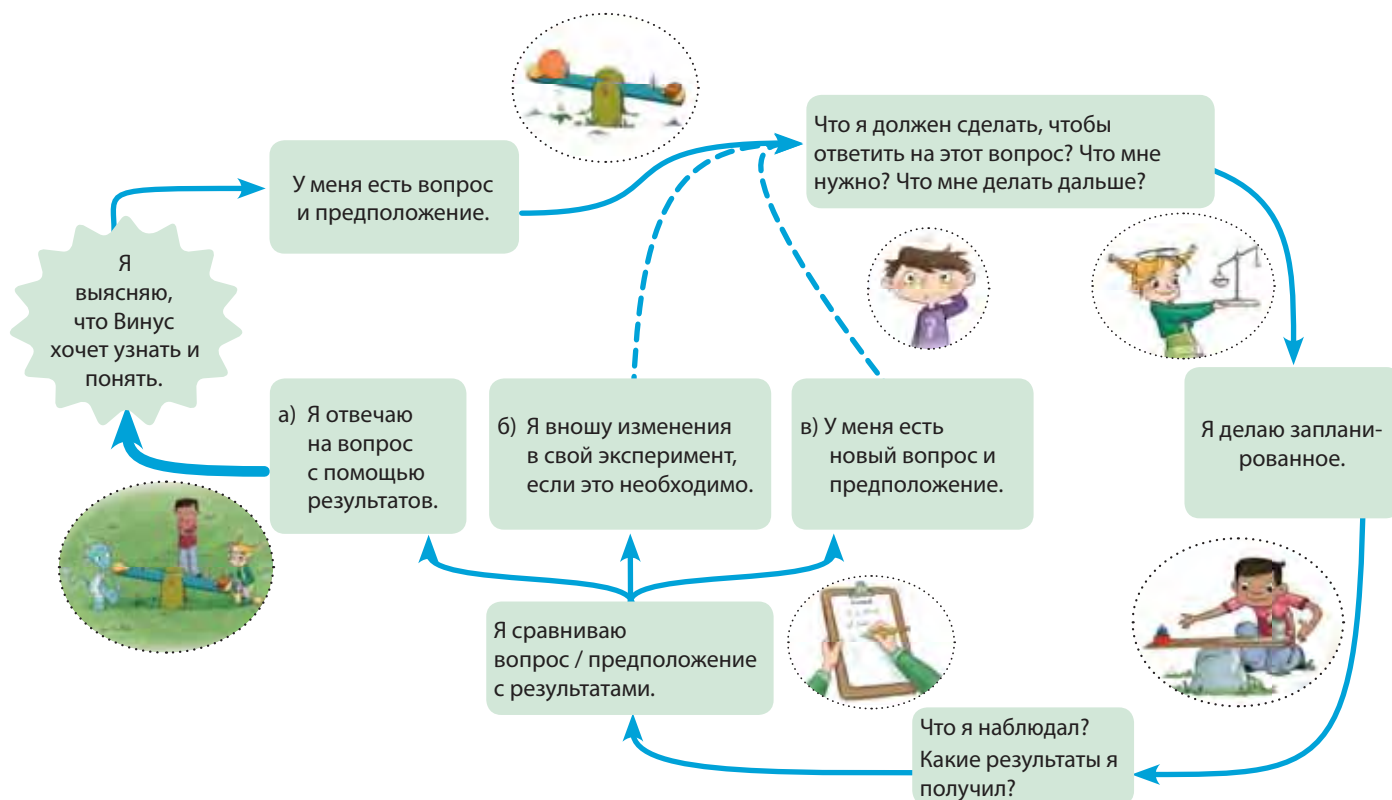 Я
выясняю,
что Винус
хочет узнать и
понять.
У меня есть вопрос
и предположение.
Что я должен сделать, чтобы
ответить на этот вопрос? Что мне
нужно? Что мне делать дальше?
Я делаю заплани-
рованное.
Что я наблюдал?
Какие результаты я
получил?
Я сравниваю
вопрос / предположение
с результатами.
а) Я отвечаю
на вопрос
с помощью
результатов.
б) Я вношу изменения
в свой эксперимент,
если это необходимо.
в) У меня есть
новый вопрос и
предположение.